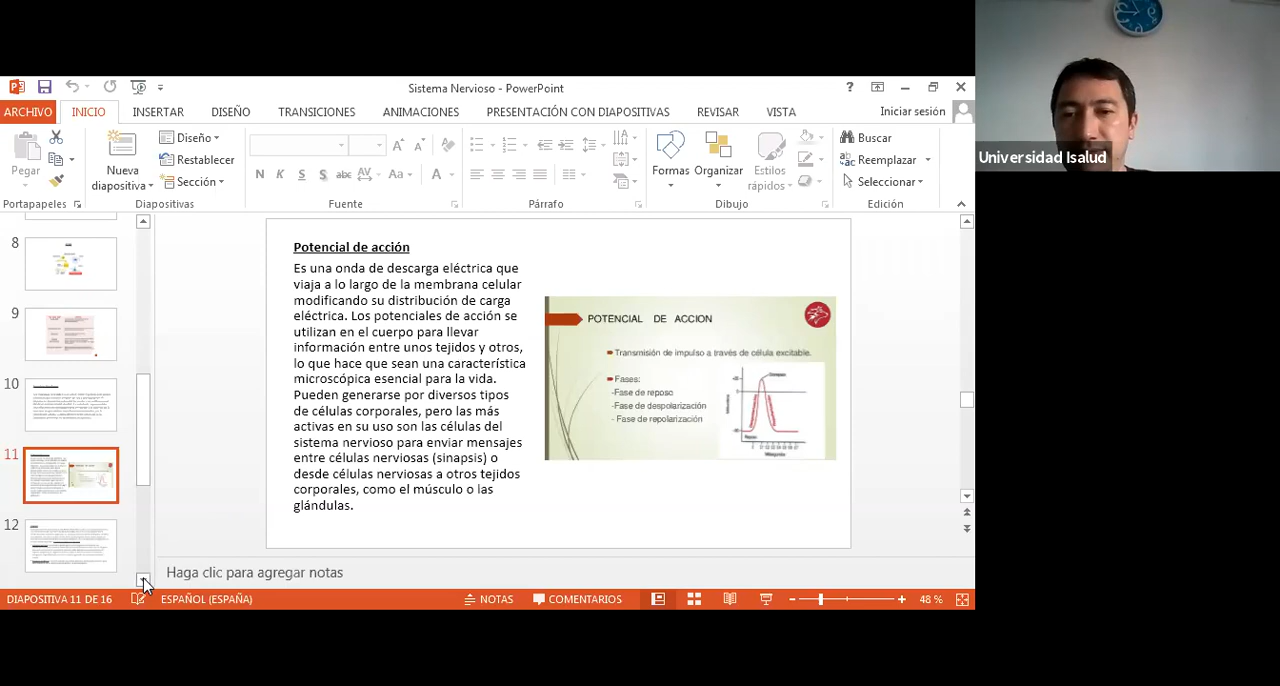 Sistema Nervioso - PowerPoint
?
ARCHIVO INICIO INSERTAR DISEÑO TRANSICIONES ANIMACIONES PRESENTACIÓN CON DIAPOSITIVAS REVISAR VISTA Iniciar sesión
Pegar
Nueva
diapositiva
Diseño
Restablecer
Sección
N K S S abc AV Aa A
Formas
Organizar
Estilos
rápidos
Buscar
Reemplazar
Seleccionar
Portapapeles Diapositivas Fuente Párrafo Dibujo Edición
8
9
10
11
12
Potencial de acción
Es una onda de descarga eléctrica que
viaja a lo largo de la membrana celular
modificando su distribución de carga
eléctrica. Los potenciales de acción se
utilizan en el cuerpo para llevar
información entre unos tejidos y otros,
lo que hace que sean una característica
microscópica esencial para la vida.
Pueden generarse por diversos tipos
de células corporales, pero las más
activas en su uso son las células del
sistema nervioso para enviar mensajes
entre células nerviosas (sinapsis) o
desde células nerviosas a otros tejidos
corporales, como el músculo o las
glándulas.
POTENCIAL DE ACCION
Transmisión de impulso a través de célula excitable.
Fases:
-Fase de reposo
-Fase de despolarización
- Fase de repolarización
Haga clic para agregar notas
DIAPOSITIVA 11 DE 16 ESPAÑOL (ESPAÑA) NOTAS COMENTARIOS 48 %
Universidad Isalud